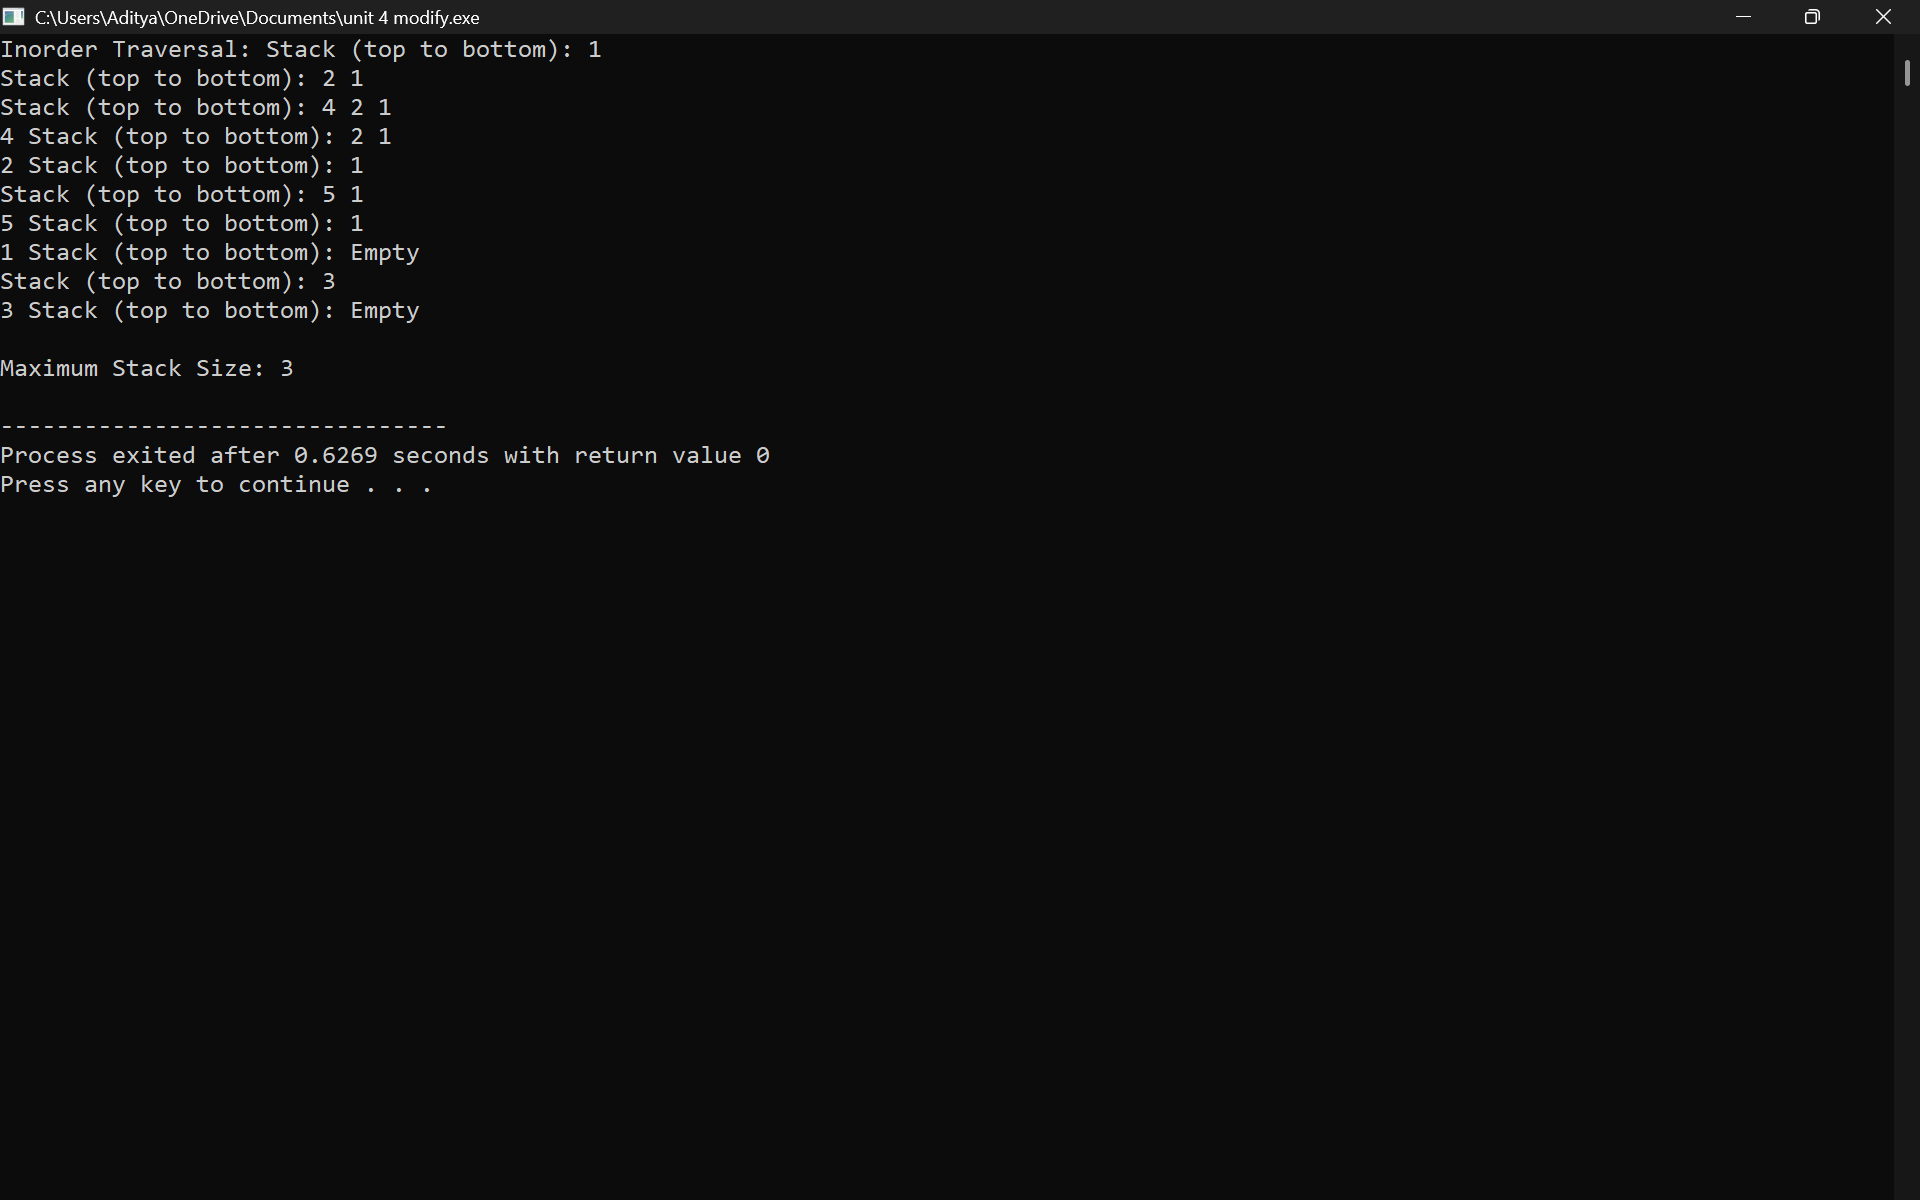 C:\Users\Aditya\OneDrive\Documents\unit 4 modify.exe
Inorder Traversal: Stack (top to bottom): 1
Stack (top to bottom): 2 1
Stack (top to bottom): 4 2 1
4 Stack (top to bottom): 2 1
2 Stack (top to bottom): 1
Stack (top to bottom): 5 1
5 Stack (top to bottom): 1
1 Stack (top to bottom): Empty
Stack (top to bottom): 3
3 Stack (top to bottom): Empty
Maximum Stack Size: 3
--------------------------------
Process exited after 0.6269 seconds with return value 0
Press any key to continue . . .